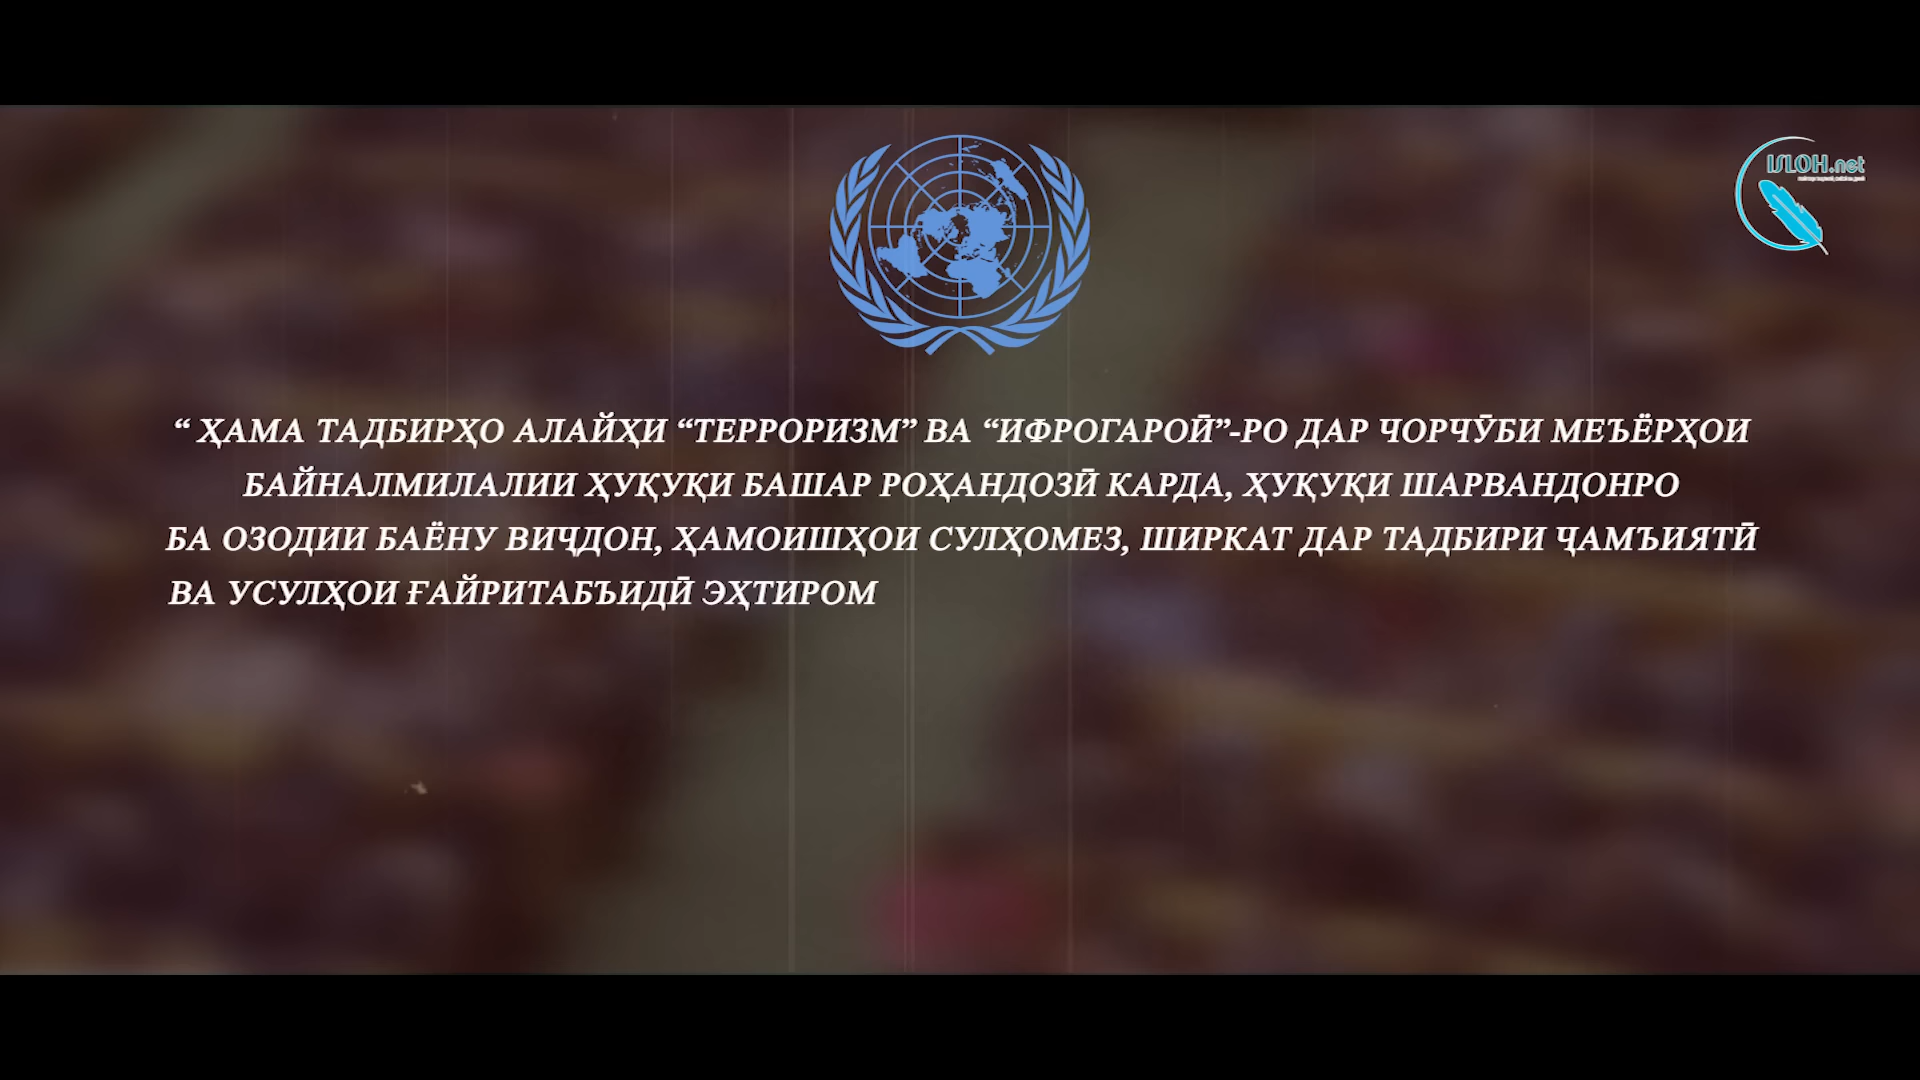 ISLOH.net
“ ҲАМА ТАДБИРҲО АЛАЙҲИ “ТЕРРОРИЗМ” ВА “ИФРОГАРОӢ”-РО ДАР ЧОРЧӮБИ МЕЪЁРҲОИ
БАЙНАЛМИЛАЛИИ ҲУҚУҚИ БАШАР РОҲАНДОЗӢ КАРДА, ҲУҚУҚИ ШАРВАНДОНРО
БА ОЗОДИИ БАЁНУ ВИҶДОН, ҲАМОИШҲОИ СУЛҲОМЕЗ, ШИРКАТ ДАР ТАДБИРИ ҶАМЪИЯТӢ
ВА УСУЛҲОИ ҒАЙРИТАБЪИДӢ ЭҲТИРОМ